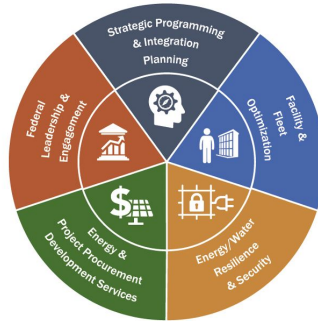 Strategic Programming
& Integration
Planning
Facility &
Fleet
Optimization
Energy/Water
Resilience
& Security
Energy &
Project Procurement
Development Services
Federal
Leadership &
Engagement